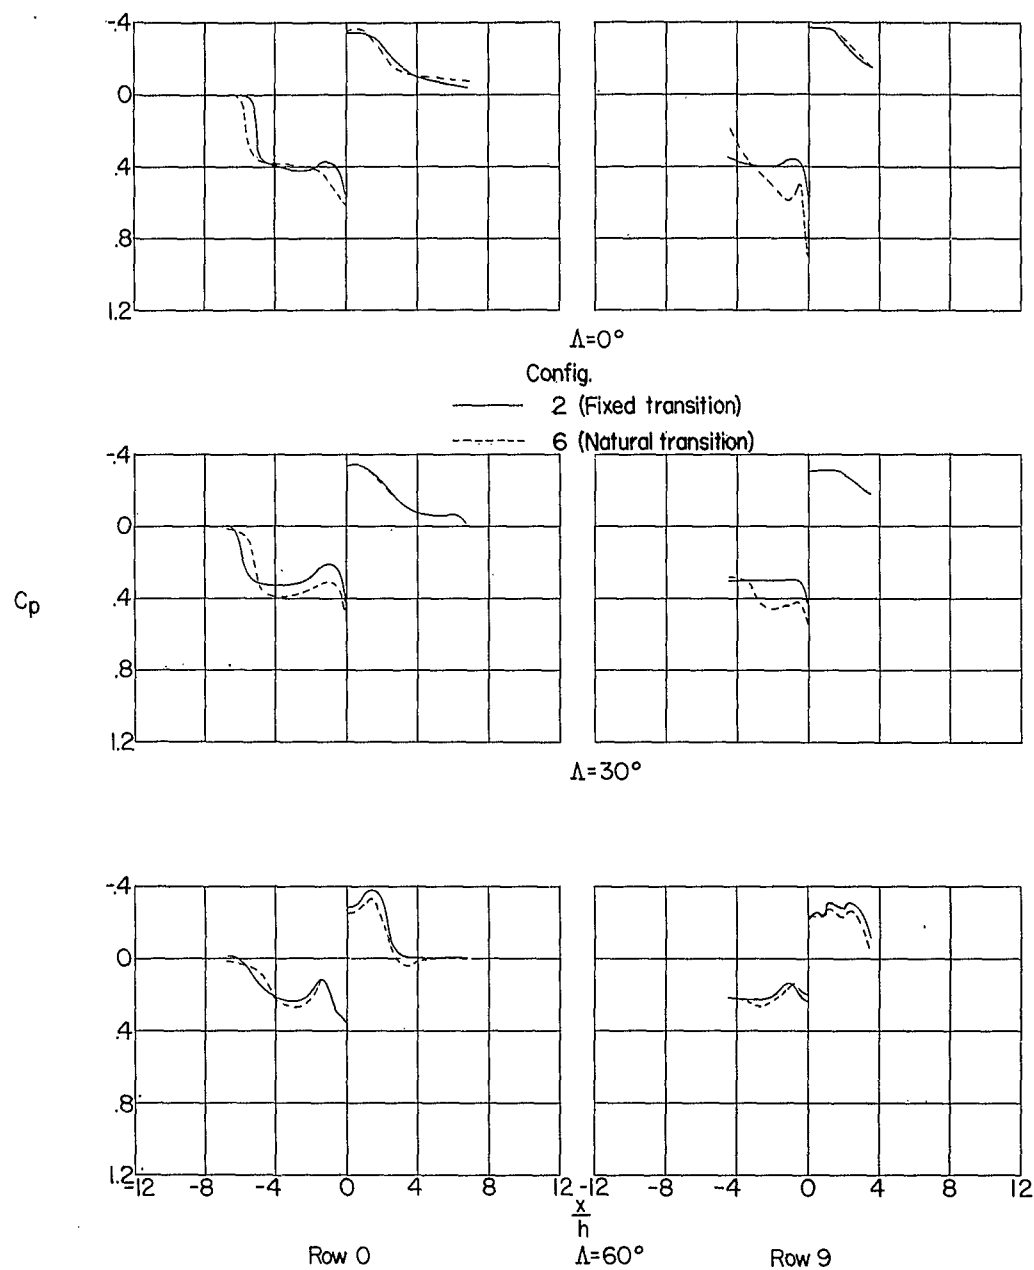 -.4
0
.4
.8
1.2
Λ=0°
Config.
2 (Fixed transition)
6 (Natural transition)
-.4
0
.4
.8
1.2
Cp
Λ=30°
-.4
0
.4
.8
1.2
-12 -8 -4 0 4 8 12 -12 -8 -4 0 4 8 12
x
h
Row 0 Λ=60° Row 9